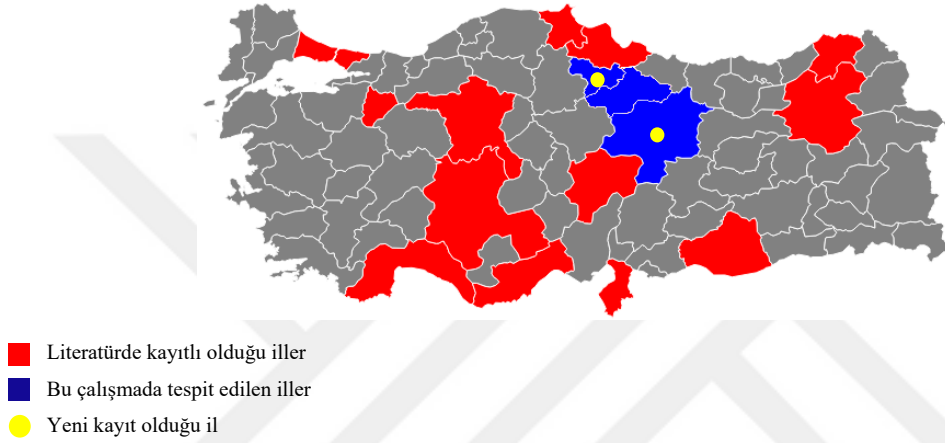 Literatürde kayıtlı olduğu iller
Bu çalışmada tespit edilen iller
Yeni kayıt olduğu il